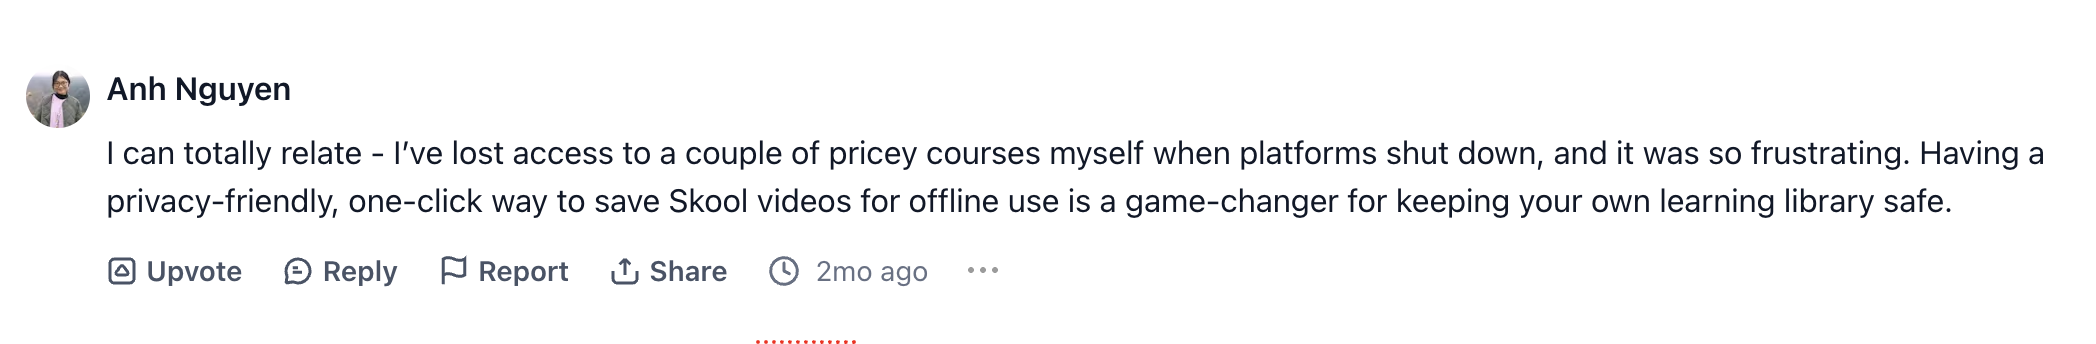 Anh Nguyen
I can totally relate - I’ve lost access to a couple of pricey courses myself when platforms shut down, and it was so frustrating. Having a
privacy-friendly, one-click way to save Skool videos for offline use is a game-changer for keeping your own learning library safe.
Upvote Reply Report Share 2mo ago